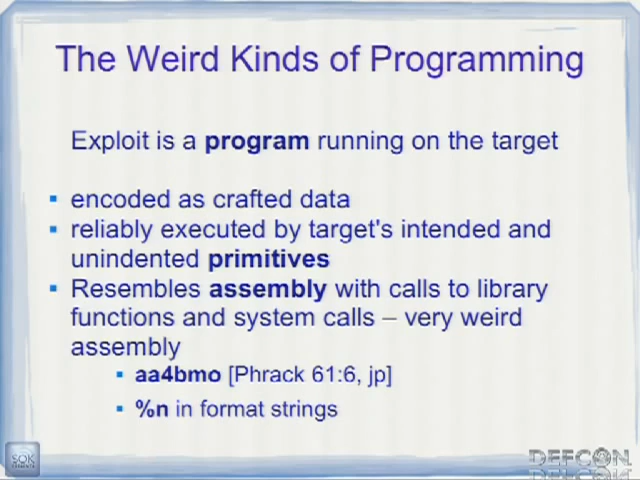 The Weird Kinds of Programming
Exploit is a program running on the target
▪ encoded as crafted data
▪ reliably executed by target's intended and
unindented primitives
▪ Resembles assembly with calls to library
functions and system calls – very weird
assembly
▪ aa4bmo [Phrack 61:6, jp]
▪ %n in format strings
SOK
DEFCON